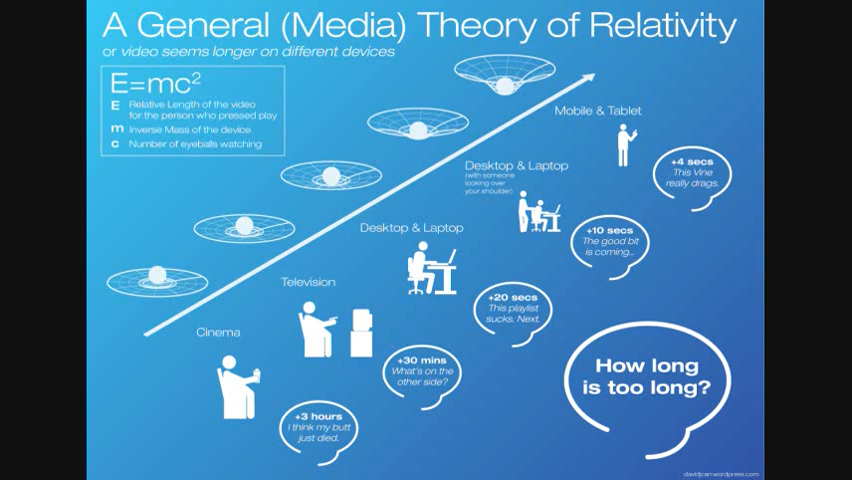 A General (Media) Theory of Relativity
or video seems longer on different devices
E=mc²
E Relative Length of the video
for the person who pressed play
m Inverse Mass of the device
c Number of eyeballs watching
Mobile & Tablet
+4 secs
This Vine
really drags.
Desktop & Laptop
(with someone
looking over
your shoulder)
+10 secs
The good bit
is coming...
Desktop & Laptop
+20 secs
This playlist
sucks. Next.
Television
+30 mins
What's on the
other side?
Cinema
+3 hours
I think my butt
just died.
How long
is too long?
davidjcarr.wordpress.com